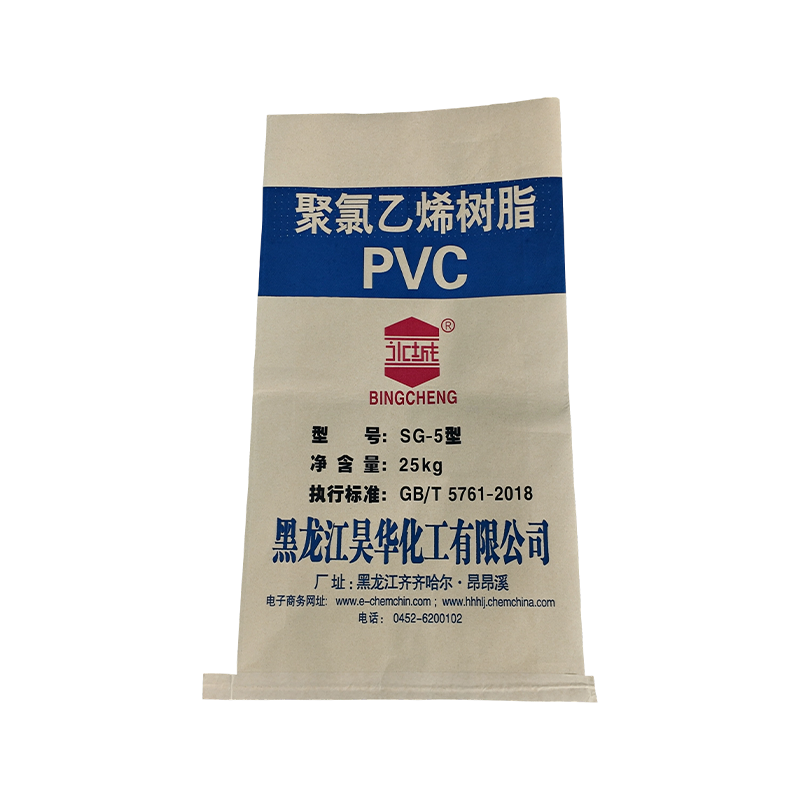 聚氯乙烯树脂
PVC
®
冰城
BINGCHENG
型 号: SG-5型
净含量: 25kg
执行标准: GB/T 5761-2018
黑龙江昊华化工有限公司
厂址:黑龙江齐齐哈尔·昂昂溪
电子商务网址: www.e-chemchin.com ; www.hhhlj.chemchina.com
电话: 0452-6200102